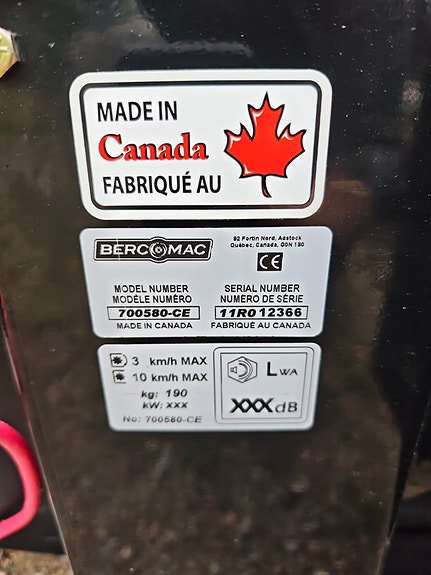 MADE IN
Canada
FABRIQUÉ AU
BERCOMAC
92 Fortin Nord, Adstock
Québec, Canada, G0N 1S0
CE
MODEL NUMBER
MODÈLE NUMÉRO
700580-CE
MADE IN CANADA
SERIAL NUMBER
NUMÉRO DE SÉRIE
11R0 12366
FABRIQUÉ AU CANADA
3 km/h MAX
10 km/h MAX
kg: 190
kW: xxx
No: 700580-CE
LWA
XXX dB